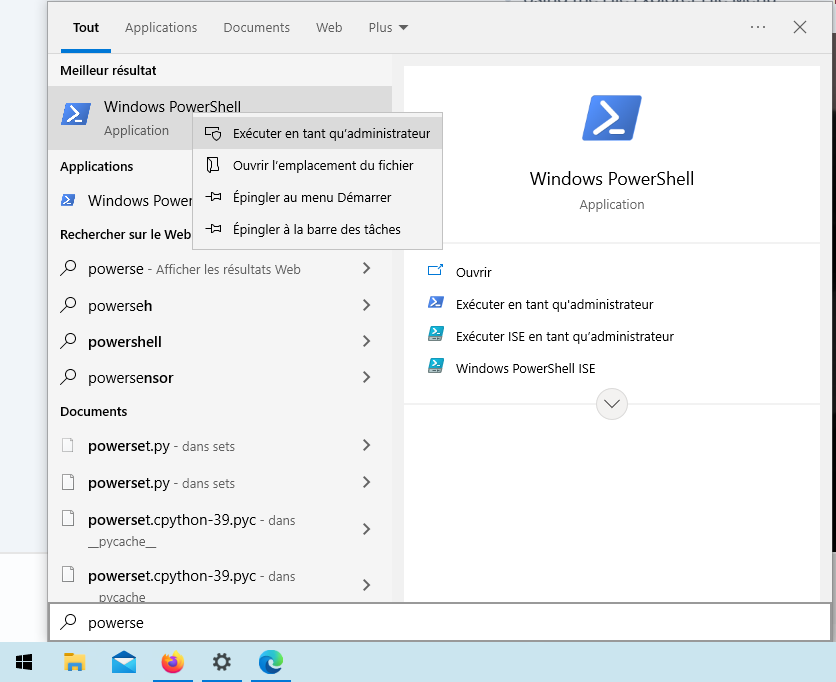 Tout Applications Documents Web Plus
Meilleur résultat
Windows PowerShell
Application
Exécuter en tant qu'administrateur
Ouvrir l'emplacement du fichier
Épingler au menu Démarrer
Épingler à la barre des tâches
Applications
Windows Power
Rechercher sur le Web
powerse - Afficher les résultats Web
powerseh
powershell
powersensor
Documents
powerset.py - dans sets
powerset.py - dans sets
powerset.cpython-39.pyc - dans
__pycache__
powerset.cpython-39.pyc - dans
pycache
Windows PowerShell
Application
Ouvrir
Exécuter en tant qu'administrateur
Exécuter ISE en tant qu'administrateur
Windows PowerShell ISE
powerse